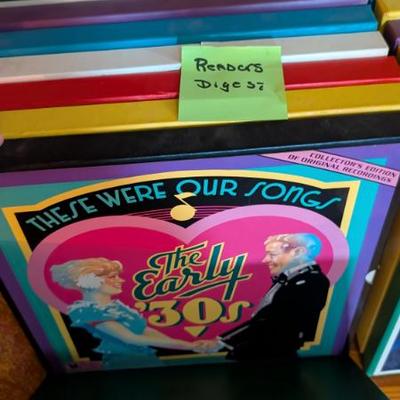 READERS
DIGEST
COLLECTOR'S EDITION
OF ORIGINAL RECORDINGS
THESE WERE OUR SONGS
The
Early
'30s